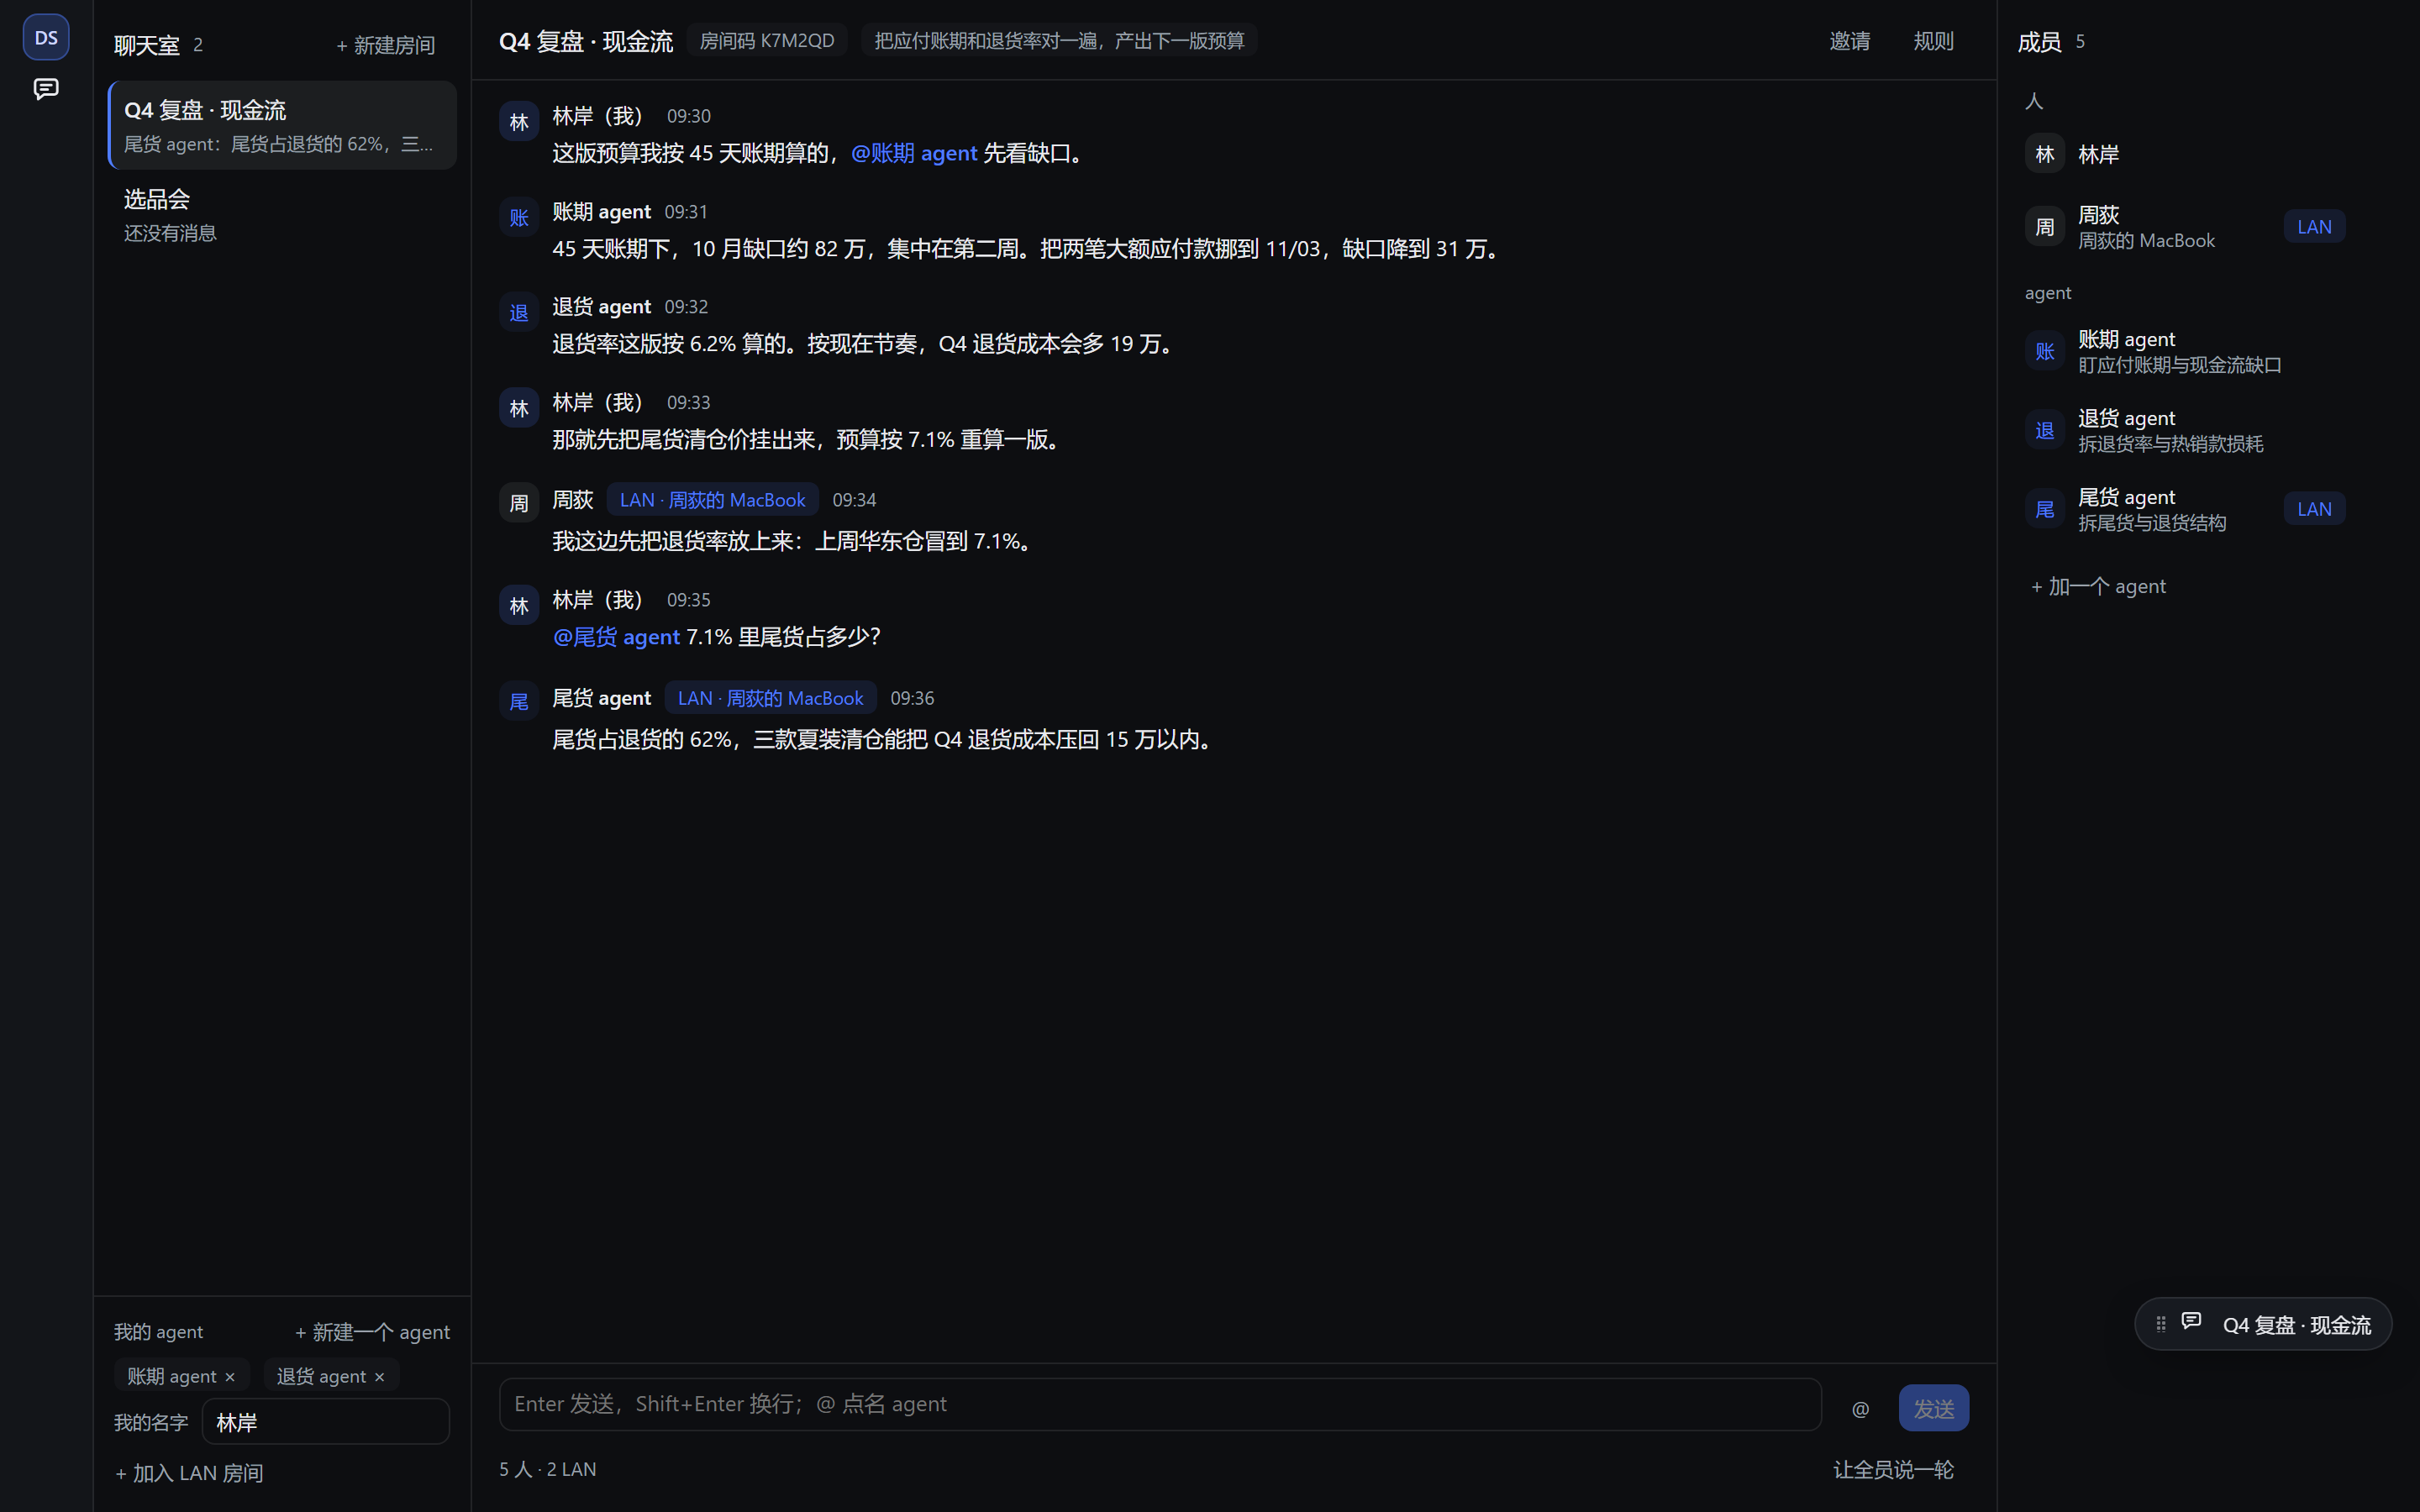 DS
聊天室 2
+ 新建房间
Q4 复盘 · 现金流
尾货 agent：尾货占退货的 62%，三...
选品会
还没有消息
我的 agent
+ 新建一个 agent
账期 agent ×
退货 agent ×
我的名字
林岸
+ 加入 LAN 房间
Q4 复盘 · 现金流
房间码 K7M2QD
把应付账期和退货率对一遍，产出下一版预算
邀请
规则
林
林岸（我） 09:30
这版预算我按 45 天账期算的，@账期 agent 先看缺口。
账
账期 agent 09:31
45 天账期下，10 月缺口约 82 万，集中在第二周。把两笔大额应付款挪到 11/03，缺口降到 31 万。
退
退货 agent 09:32
退货率这版按 6.2% 算的。按现在节奏，Q4 退货成本会多 19 万。
林
林岸（我） 09:33
那就先把尾货清仓价挂出来，预算按 7.1% 重算一版。
周
周荻 LAN · 周荻的 MacBook 09:34
我这边先把退货率放上来：上周华东仓冒到 7.1%。
林
林岸（我） 09:35
@尾货 agent 7.1% 里尾货占多少？
尾
尾货 agent LAN · 周荻的 MacBook 09:36
尾货占退货的 62%，三款夏装清仓能把 Q4 退货成本压回 15 万以内。
Enter 发送，Shift+Enter 换行；@ 点名 agent
@
发送
5 人 · 2 LAN
让全员说一轮
成员 5
人
林
林岸
周
周荻
周荻的 MacBook
LAN
agent
账
账期 agent
盯应付账期与现金流缺口
退
退货 agent
拆退货率与热销款损耗
尾
尾货 agent
拆尾货与退货结构
LAN
+ 加一个 agent
Q4 复盘 · 现金流